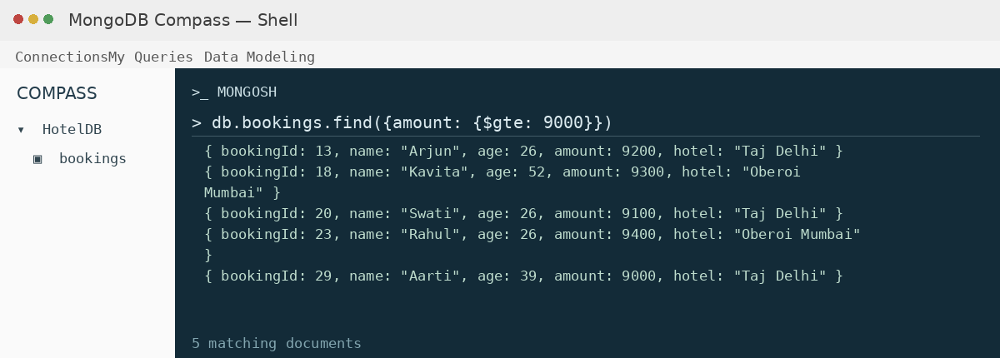 MongoDB Compass — Shell
Connections My Queries Data Modeling
COMPASS
▾ HotelDB
▣ bookings
>_ MONGOSH
> db.bookings.find({amount: {$gte: 9000}})
{ bookingId: 13, name: "Arjun", age: 26, amount: 9200, hotel: "Taj Delhi" }
{ bookingId: 18, name: "Kavita", age: 52, amount: 9300, hotel: "Oberoi
Mumbai" }
{ bookingId: 20, name: "Swati", age: 26, amount: 9100, hotel: "Taj Delhi" }
{ bookingId: 23, name: "Rahul", age: 26, amount: 9400, hotel: "Oberoi Mumbai"
}
{ bookingId: 29, name: "Aarti", age: 39, amount: 9000, hotel: "Taj Delhi" }
5 matching documents